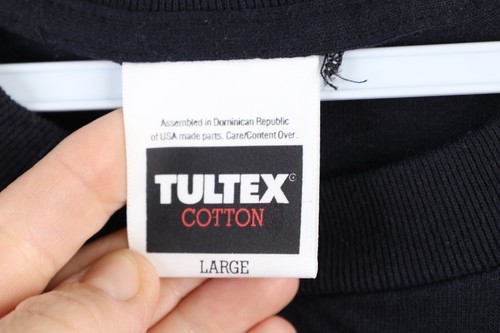 Assembled in Dominican Republic
of USA made parts. Care/Content Over.
TULTEX©
COTTON
LARGE